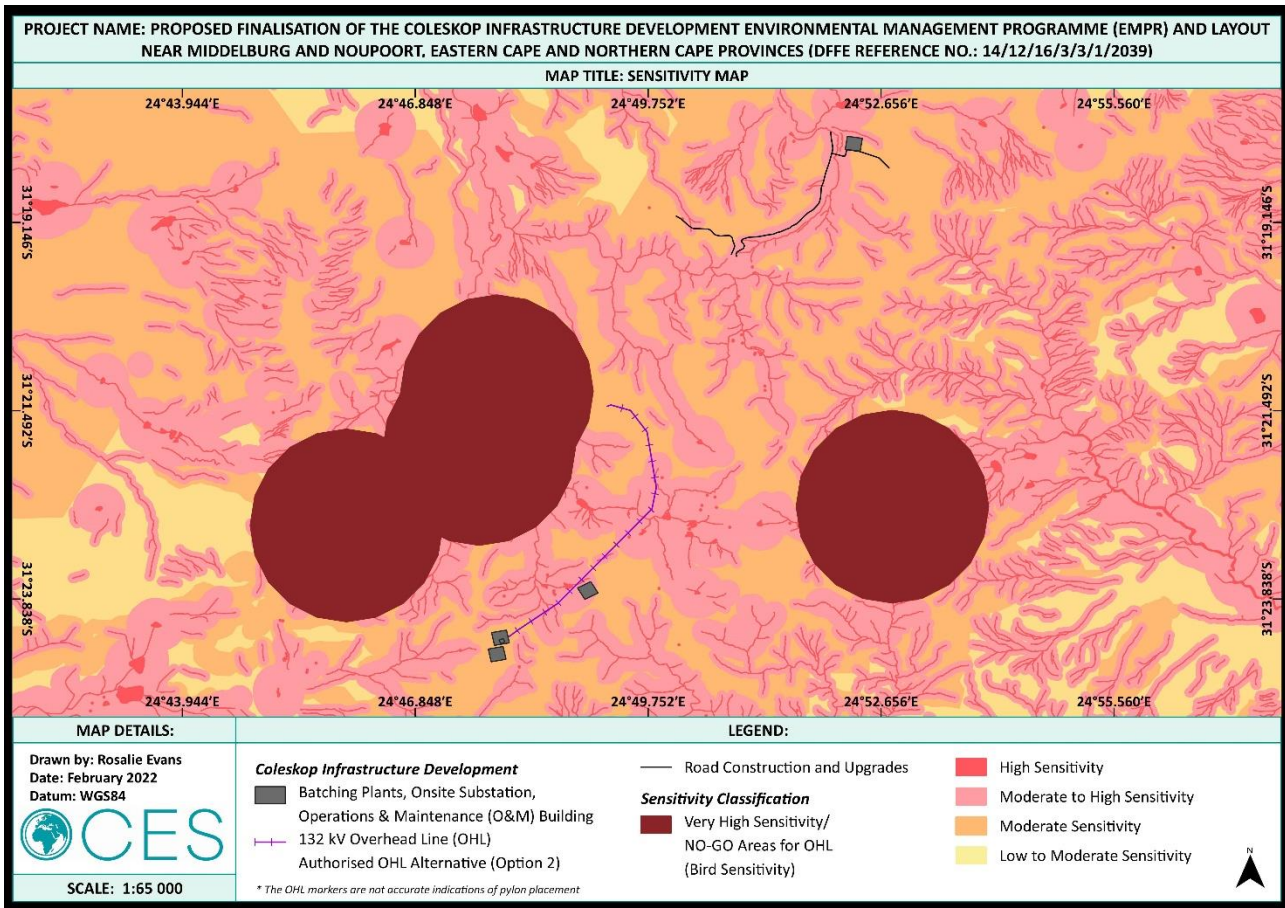 PROJECT NAME: PROPOSED FINALISATION OF THE COLESKOP INFRASTRUCTURE DEVELOPMENT ENVIRONMENTAL MANAGEMENT PROGRAMME (EMPR) AND LAYOUT
NEAR MIDDELBURG AND NOUPOORT, EASTERN CAPE AND NORTHERN CAPE PROVINCES (DFFE REFERENCE NO.: 14/12/16/3/3/1/2039)
MAP TITLE: SENSITIVITY MAP
24°43.944'E
24°46.848'E
24°49.752'E
24°52.656'E
24°55.560'E
31°19.146'S
31°19.146'S
31°21.492'S
31°21.492'S
31°23.838'S
31°23.838'S
24°43.944'E
24°46.848'E
24°49.752'E
24°52.656'E
24°55.560'E
MAP DETAILS:
Drawn by: Rosalie Evans
Date: February 2022
Datum: WGS84
CES
SCALE: 1:65 000
LEGEND:
Coleskop Infrastructure Development
Batching Plants, Onsite Substation,
Operations & Maintenance (O&M) Building
132 kV Overhead Line (OHL)
Authorised OHL Alternative (Option 2)
* The OHL markers are not accurate indications of pylon placement
Road Construction and Upgrades
Sensitivity Classification
Very High Sensitivity/
NO-GO Areas for OHL
(Bird Sensitivity)
High Sensitivity
Moderate to High Sensitivity
Moderate Sensitivity
Low to Moderate Sensitivity
N